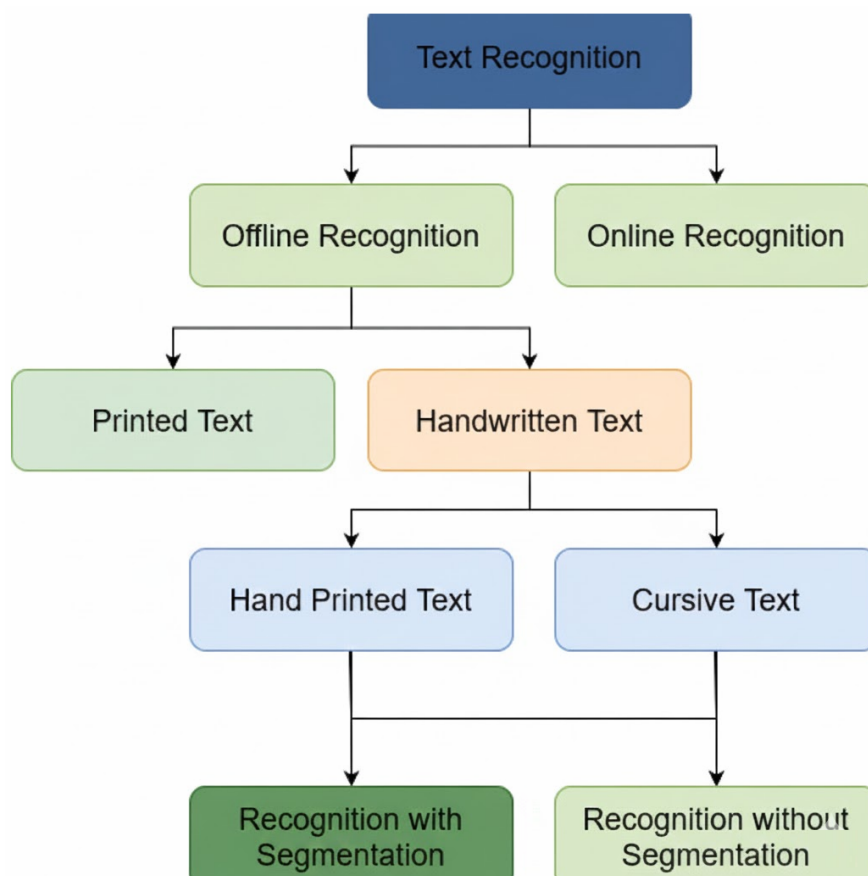 Text Recognition
Offline Recognition
Online Recognition
Printed Text
Handwritten Text
Hand Printed Text
Cursive Text
Recognition with
Segmentation
Recognition without
Segmentation